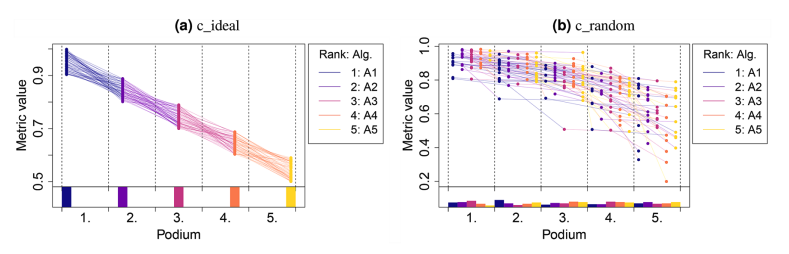 (a) c_ideal
Metric value
0.9
0.7
0.5
1.
2.
3.
4.
5.
Podium
Rank: Alg.
1: A1
2: A2
3: A3
4: A4
5: A5
(b) c_random
Metric value
1.0
0.8
0.6
0.4
0.2
1.
2.
3.
4.
5.
Podium
Rank: Alg.
1: A1
2: A2
3: A3
4: A4
5: A5